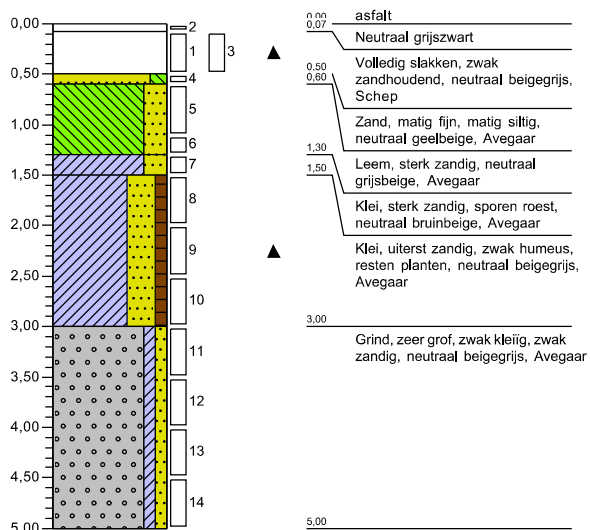 0,00
0,50
1,00
1,50
2,00
2,50
3,00
3,50
4,00
4,50
5,00
2
1
3
4
5
6
7
8
9
10
11
12
13
14
0,00
asfalt
0,07
Neutraal grijszwart
Volledig slakken, zwak
0,50
zandhoudend, neutraal beigegrijs,
0,60
Schep
Zand, matig fijn, matig siltig,
neutraal geelbeige, Avegaar
1,30
Leem, sterk zandig, neutraal
1,50
grijsbeige, Avegaar
Klei, sterk zandig, sporen roest,
neutraal bruinbeige, Avegaar
Klei, uiterst zandig, zwak humeus,
resten planten, neutraal beigegrijs,
Avegaar
3,00
Grind, zeer grof, zwak kleiïg, zwak
zandig, neutraal beigegrijs, Avegaar
5,00